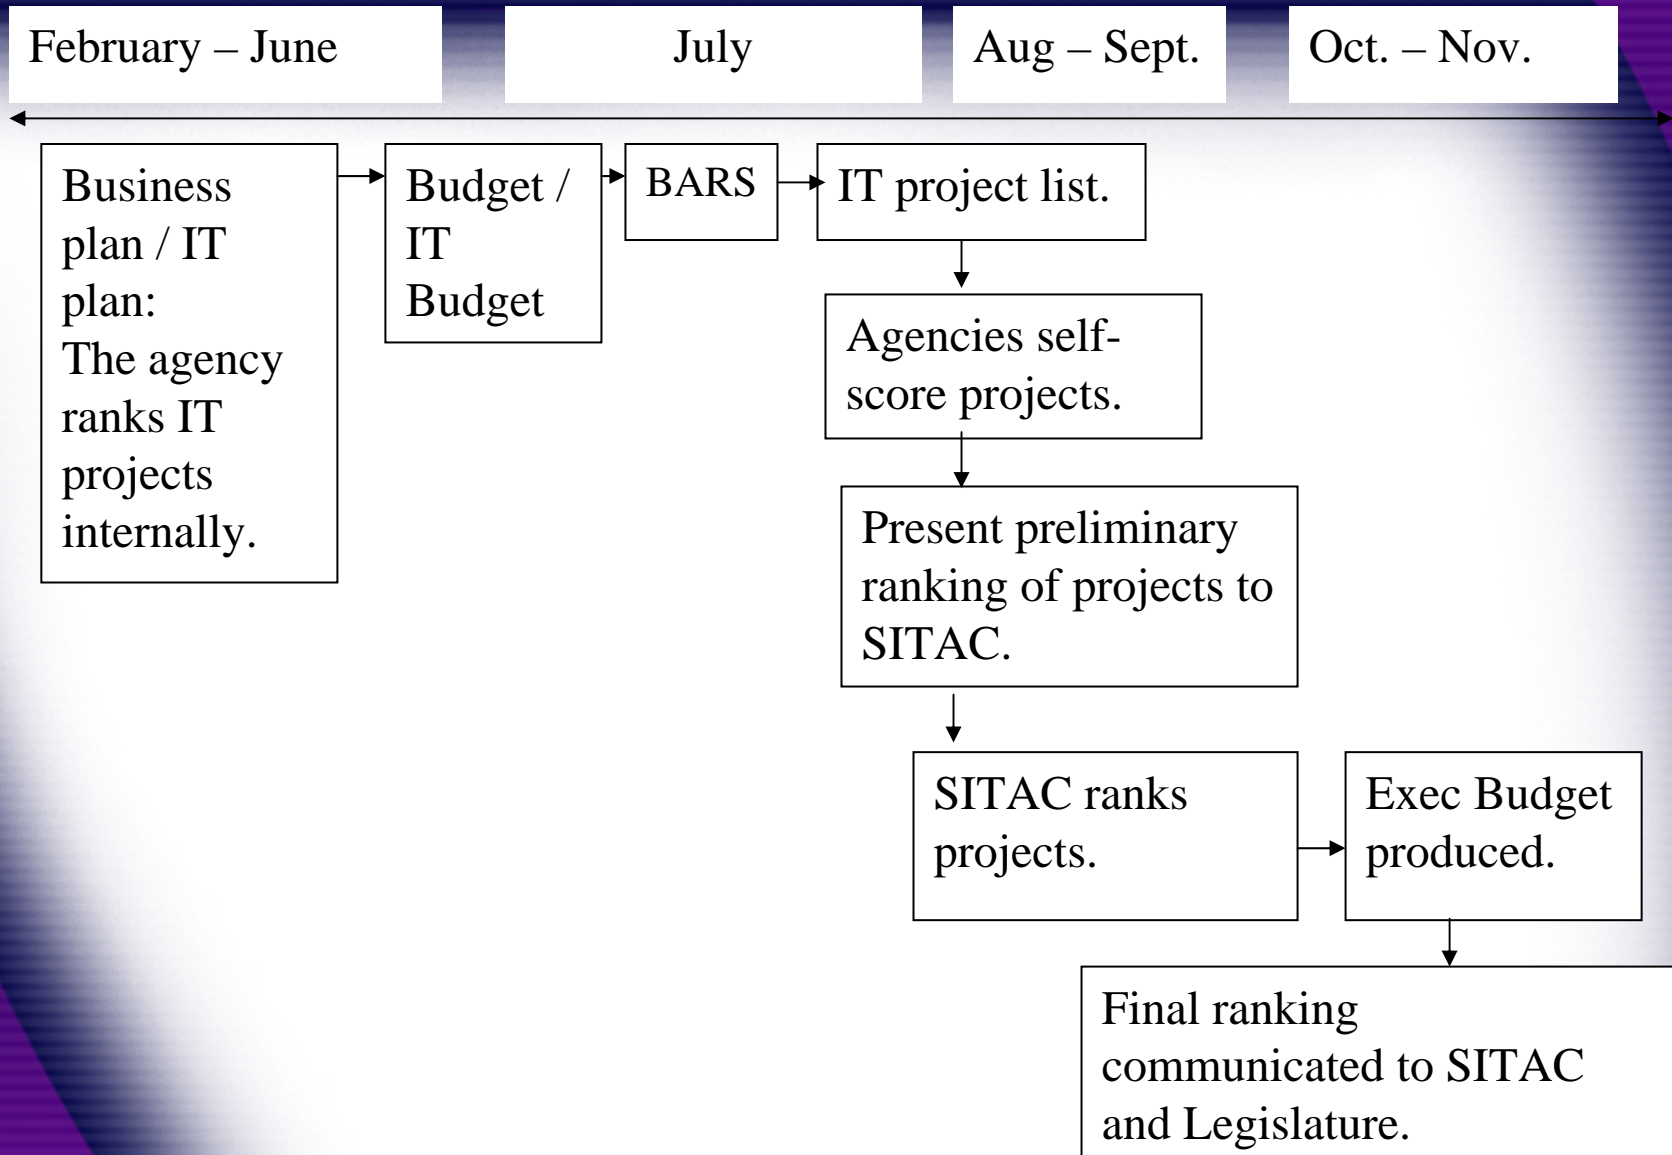 February – June
July
Aug – Sept.
Oct. – Nov.
Business
plan / IT
plan:
The agency
ranks IT
projects
internally.
Budget /
IT
Budget
BARS
IT project list.
Agencies self-
score projects.
Present preliminary
ranking of projects to
SITAC.
SITAC ranks
projects.
Exec Budget
produced.
Final ranking
communicated to SITAC
and Legislature.